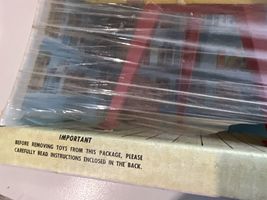 IMPORTANT
BEFORE REMOVING TOYS FROM THIS PACKAGE, PLEASE
CAREFULLY READ INSTRUCTIONS ENCLOSED IN THE BACK.